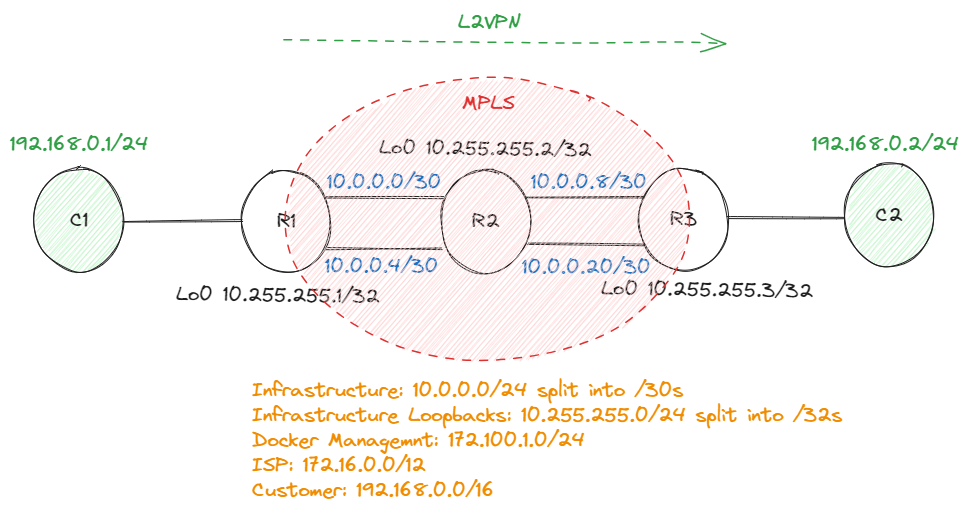 L2VPN
MPLS
192.168.0.1/24
192.168.0.2/24
Lo0 10.255.255.2/32
10.0.0.0/30
10.0.0.8/30
C1
R1
R2
R3
C2
10.0.0.4/30
10.0.0.20/30
Lo0 10.255.255.1/32
Lo0 10.255.255.3/32
Infrastructure: 10.0.0.0/24 split into /30s
Infrastructure Loopbacks: 10.255.255.0/24 split into /32s
Docker Managemnt: 172.100.1.0/24
ISP: 172.16.0.0/12
Customer: 192.168.0.0/16